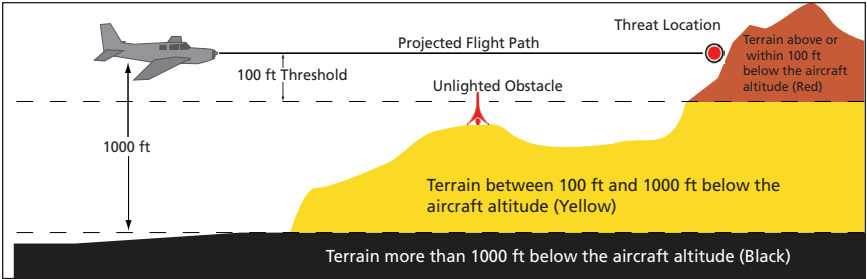 Threat Location
Projected Flight Path
Terrain above or
within 100 ft
below the aircraft
altitude (Red)
100 ft Threshold
Unlighted Obstacle
1000 ft
Terrain between 100 ft and 1000 ft below the
aircraft altitude (Yellow)
Terrain more than 1000 ft below the aircraft altitude (Black)